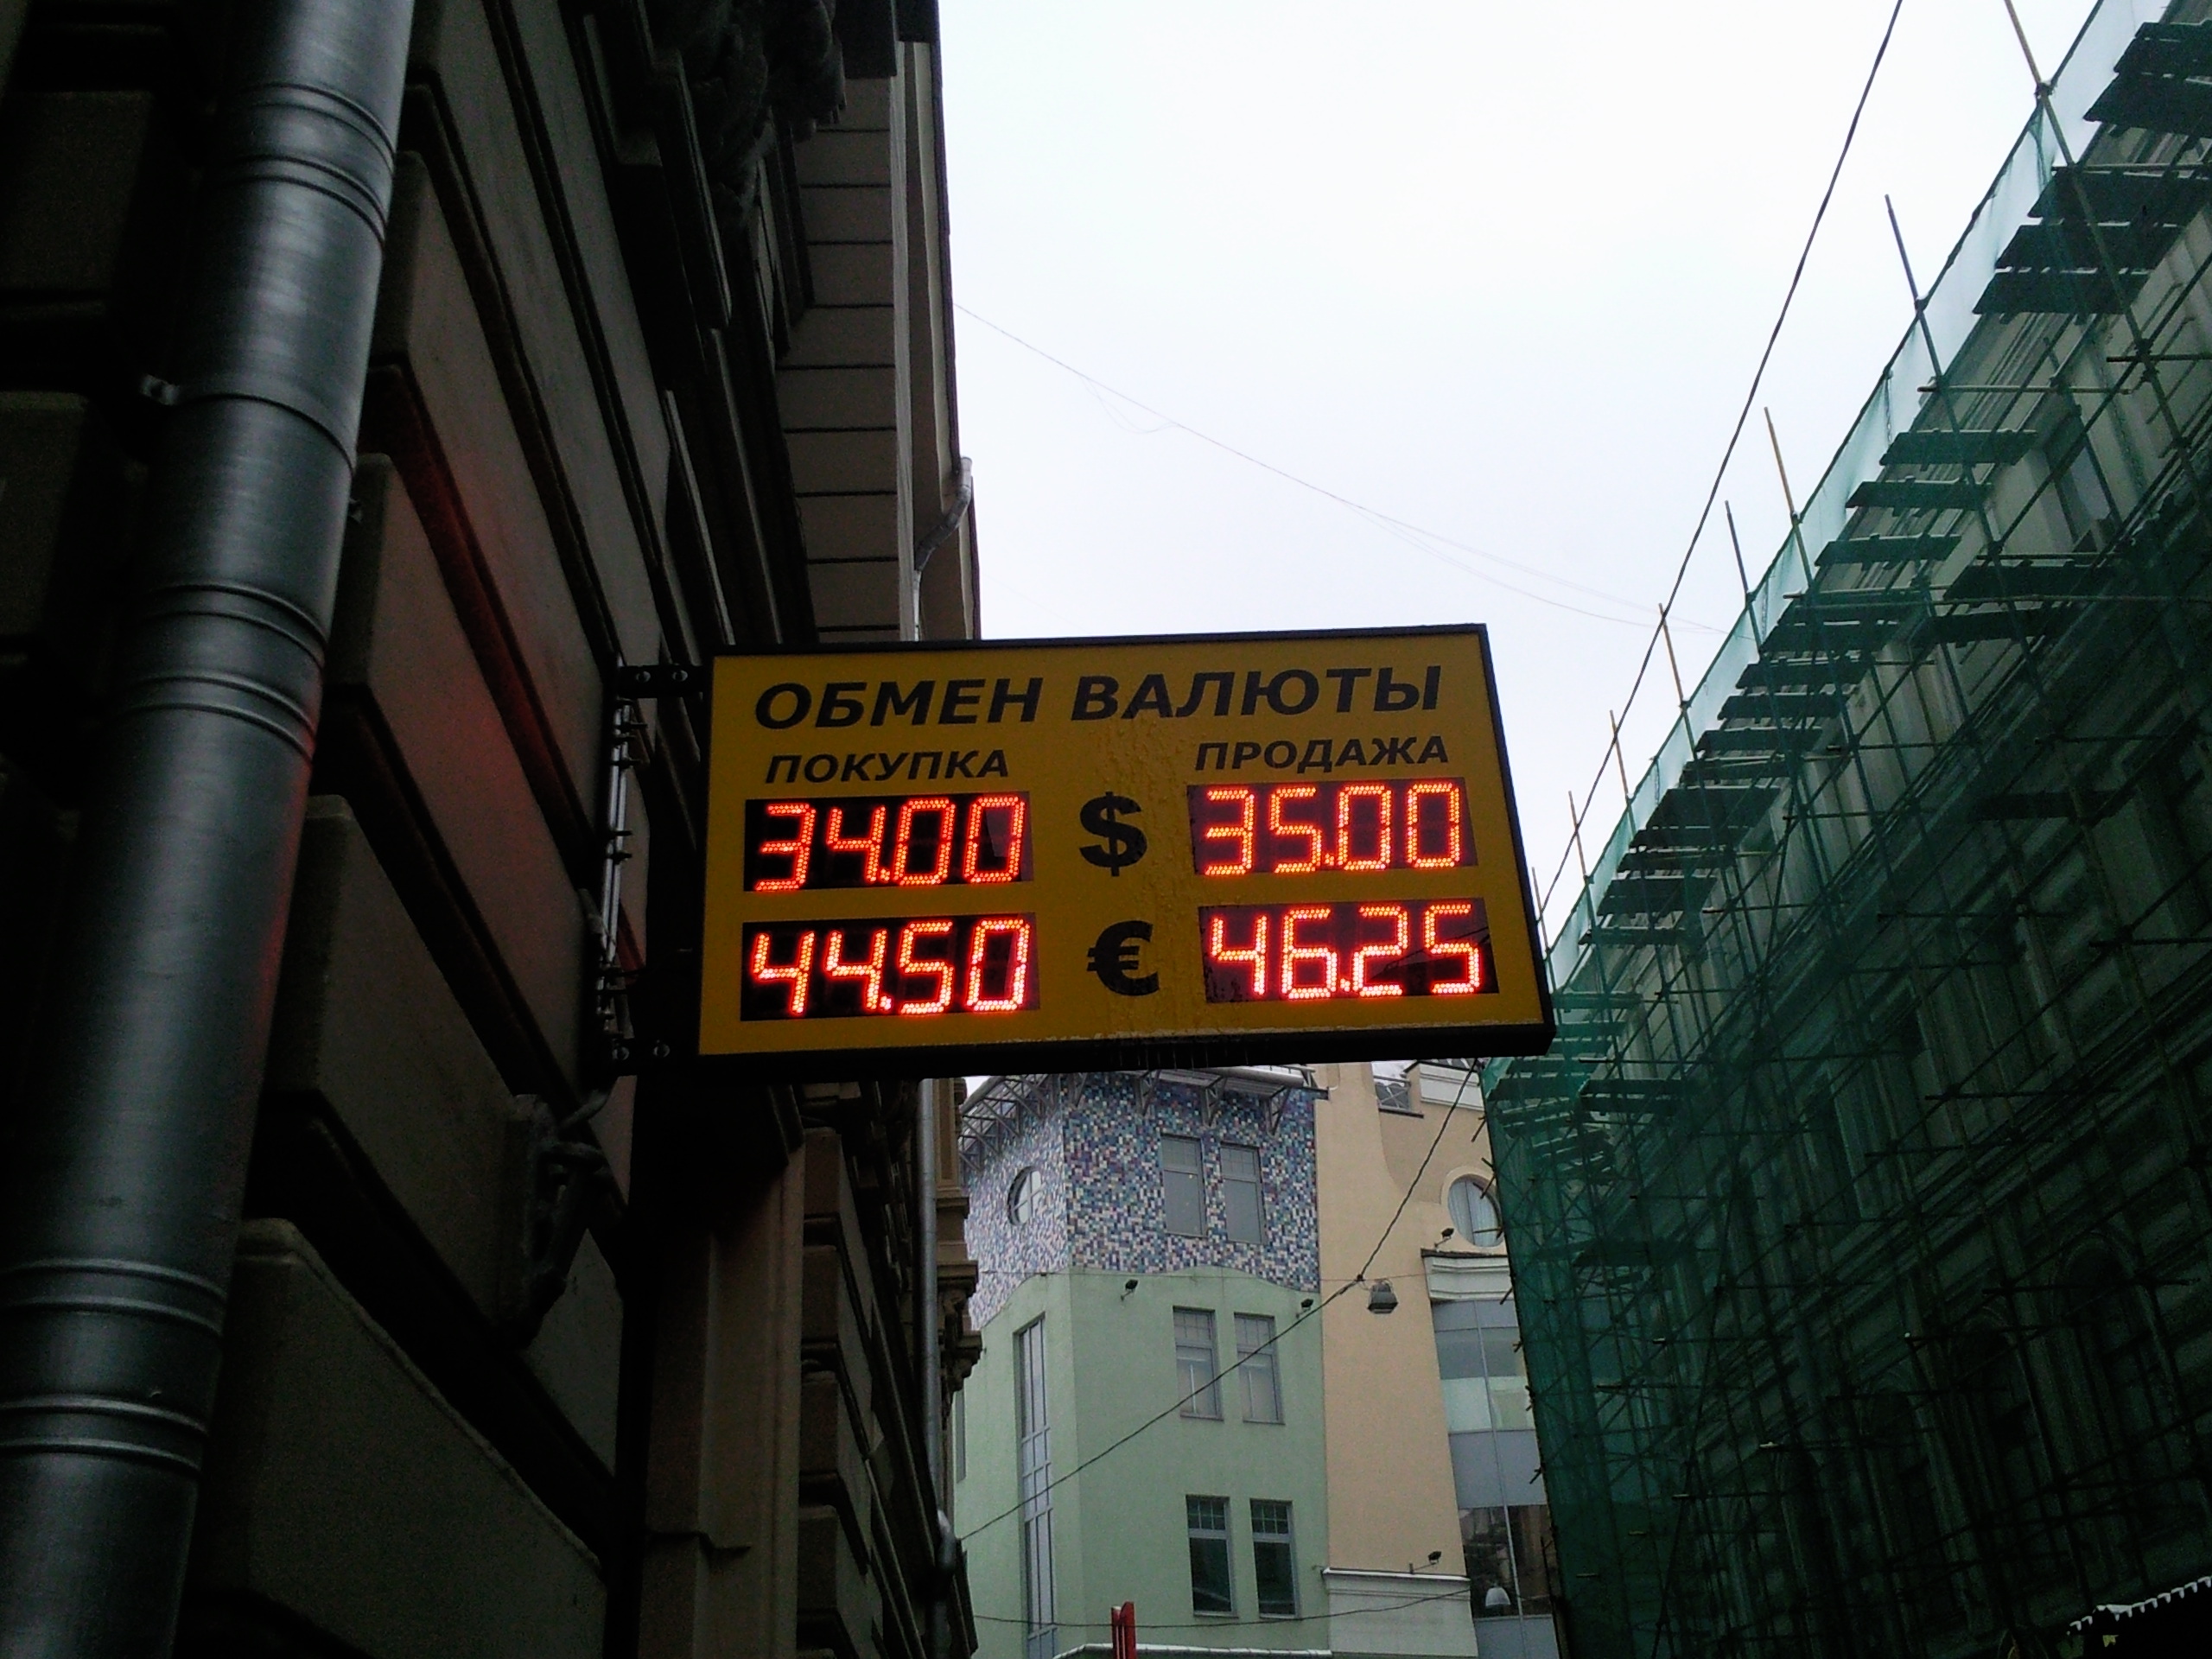 ОБМЕН ВАЛЮТЫ
ПОКУПКА ПРОДАЖА
34.00 $ 35.00
44.50 € 46.25